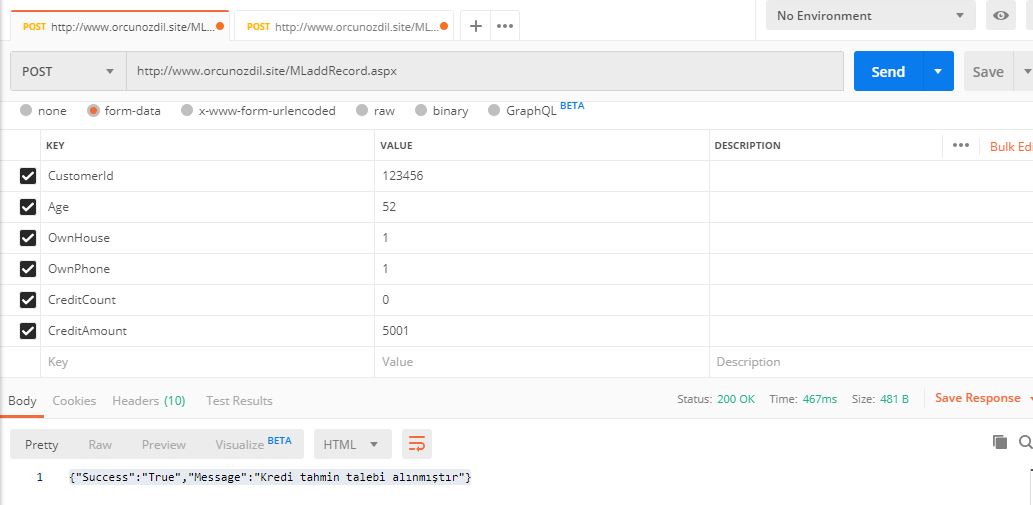 POST http://www.orcunozdil.site/ML... POST http://www.orcunozdil.site/ML... + ••• No Environment
POST http://www.orcunozdil.site/MLaddRecord.aspx Send Save
none form-data x-www-form-urlencoded raw binary GraphQL BETA
KEY VALUE DESCRIPTION ••• Bulk Ed
CustomerId 123456
Age 52
OwnHouse 1
OwnPhone 1
CreditCount 0
CreditAmount 5001
Key Value Description
Body Cookies Headers (10) Test Results Status: 200 OK Time: 467ms Size: 481 B Save Response
Pretty Raw Preview Visualize BETA HTML
1 {"Success":"True","Message":"Kredi tahmin talebi alınmıştır"}